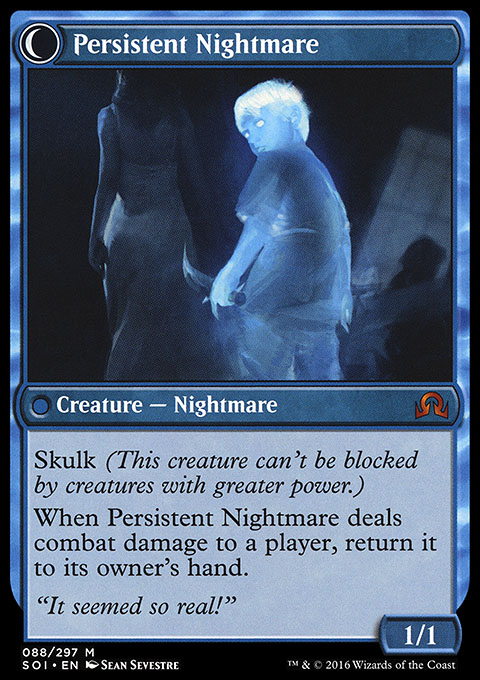 Persistent Nightmare
Creature — Nightmare
Skulk (This creature can't be blocked
by creatures with greater power.)
When Persistent Nightmare deals
combat damage to a player, return it
to its owner's hand.
“It seemed so real!”
1/1
088/297 M
SOI • EN Sean Sevestre
™ & © 2016 Wizards of the Coast